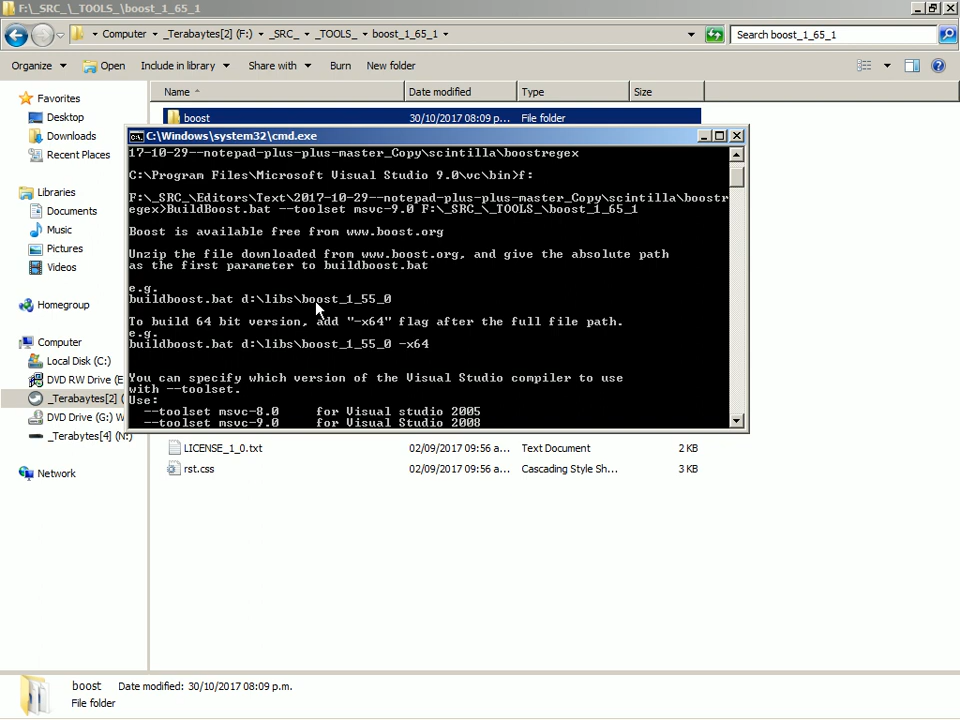 F:\_SRC_\_TOOLS_\boost_1_65_1
Computer _Terabaytes[2] (F:) _SRC_ _TOOLS_ boost_1_65_1
Search boost_1_65_1
Organize Open Include in library Share with Burn New folder
Name Date modified Type Size
Favorites
Desktop
Downloads
Recent Places
Libraries
Documents
Music
Pictures
Videos
Homegroup
Computer
Local Disk (C:)
DVD RW Drive (E
_Terabaytes[2] (
DVD Drive (G:) W
_Terabytes[4] (N:)
Network
boost 30/10/2017 08:09 p... File folder
C:\Windows\system32\cmd.exe
17-10-29--notepad-plus-plus-master_Copy\scintilla\boostregex
C:\Program Files\Microsoft Visual Studio 9.0\vc\bin>f:
F:\_SRC_\Editors\Text\2017-10-29--notepad-plus-plus-master_Copy\scintilla\boostr
egex>BuildBoost.bat --toolset msvc-9.0 F:\_SRC_\_TOOLS_\boost_1_65_1
Boost is available free from www.boost.org
Unzip the file downloaded from www.boost.org, and give the absolute path
as the first parameter to buildboost.bat
e.g.
buildboost.bat d:\libs\boost_1_55_0
To build 64 bit version, add "-x64" flag after the full file path.
e.g.
buildboost.bat d:\libs\boost_1_55_0 -x64
You can specify which version of the Visual Studio compiler to use
with --toolset.
Use:
--toolset msvc-8.0 for Visual studio 2005
--toolset msvc-9.0 for Visual Studio 2008
LICENSE_1_0.txt 02/09/2017 09:56 a... Text Document 2 KB
rst.css 02/09/2017 09:56 a... Cascading Style Sh... 3 KB
boost Date modified: 30/10/2017 08:09 p.m.
File folder